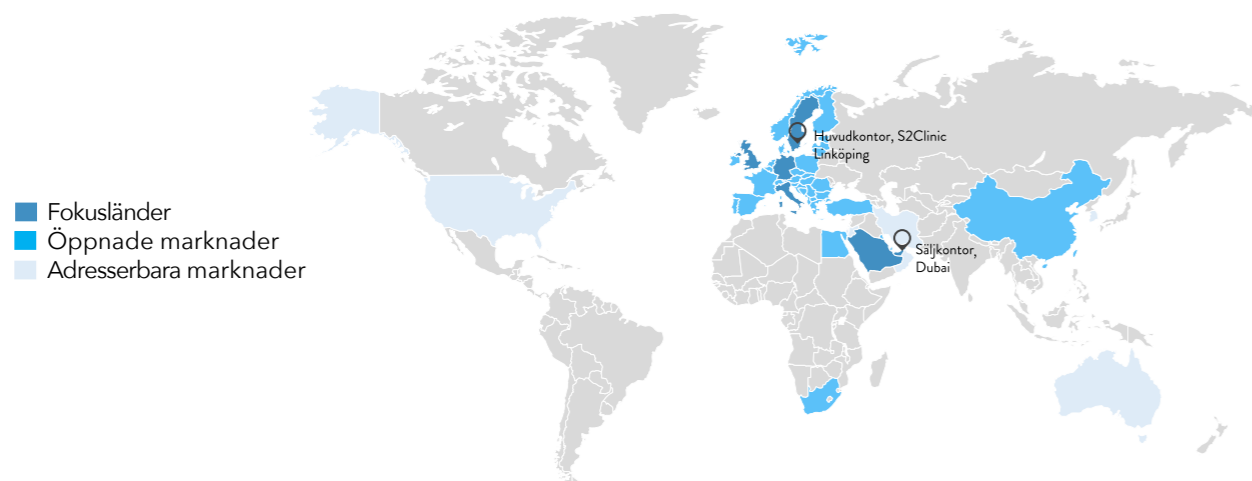 Huvudkontor, S2Clinic
Linköping
Fokusländer
Öppnade marknader
Adresserbara marknader
Säljkontor,
Dubai